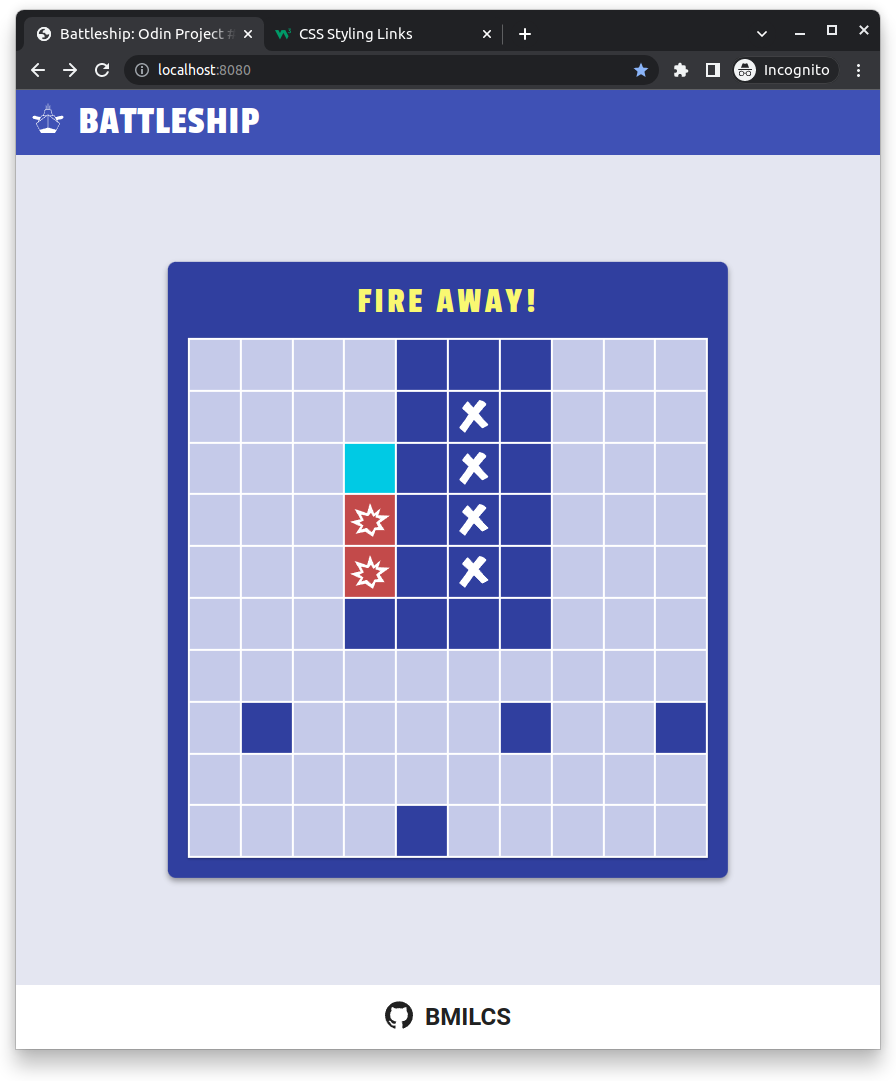 Battleship: Odin Project #
CSS Styling Links
localhost:8080
Incognito
BATTLESHIP
FIRE AWAY!
BMILCS